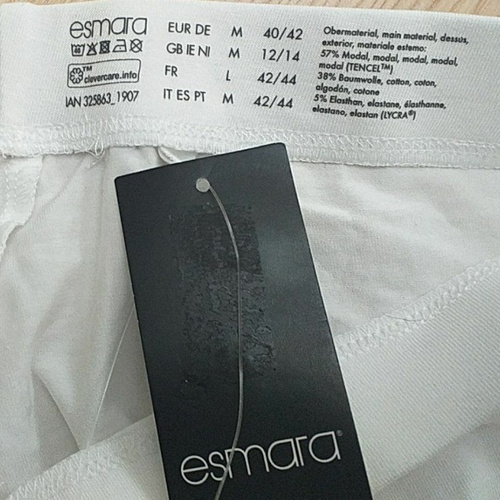 esmara
TM
clevercare.info
IAN 325863_1907
EUR DE M 40/42
GB IE NI M 12/14
FR L 42/44
IT ES PT M 42/44
Obermaterial, main material, dessus,
exterior, materiale esterno:
57% Modal, modal, modal, modal,
modal (TENCEL™)
38% Baumwolle, cotton, coton,
algodón, cotone
5% Elasthan, elastane, élasthanne,
elastano, elastan (LYCRA®)
esmara®